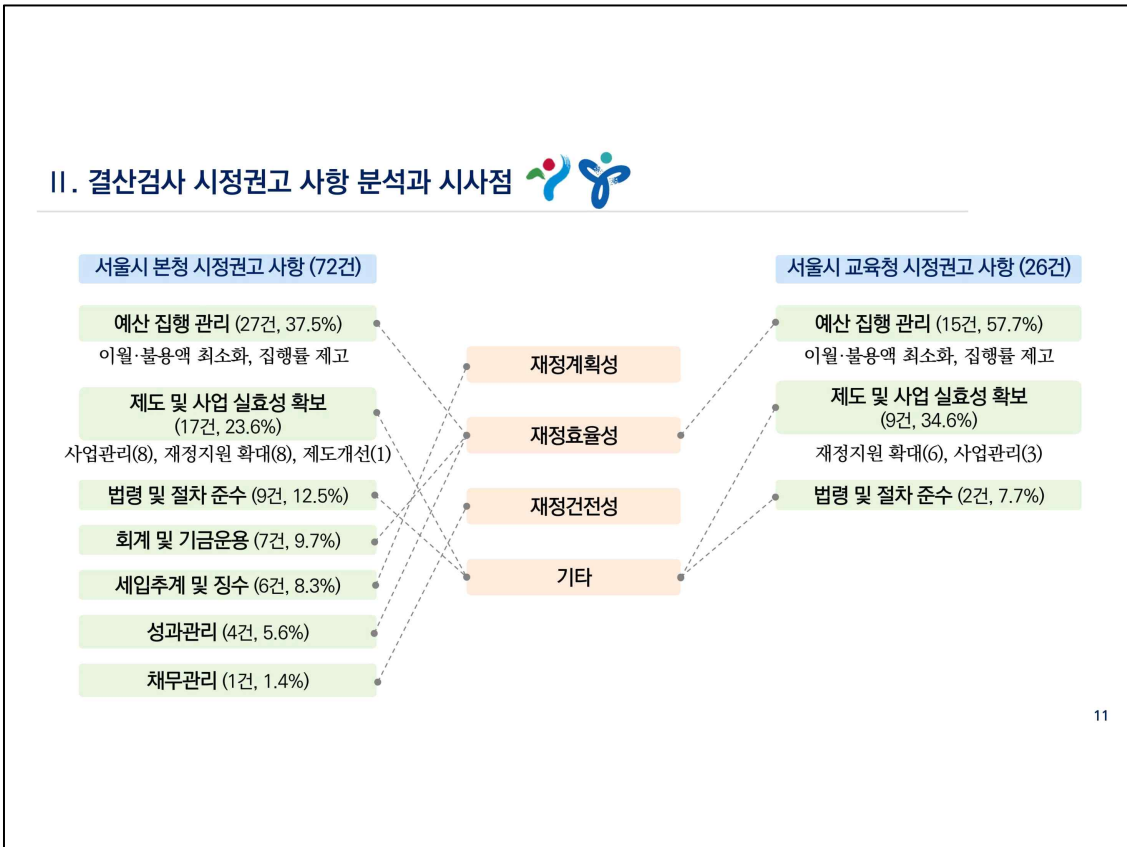 II. 결산검사 시정권고 사항 분석과 시사점
서울시 본청 시정권고 사항 (72건)
예산 집행 관리 (27건, 37.5%)
이월·불용액 최소화, 집행률 제고
제도 및 사업 실효성 확보
(17건, 23.6%)
사업관리(8), 재정지원 확대(8), 제도개선(1)
법령 및 절차 준수 (9건, 12.5%)
회계 및 기금운용 (7건, 9.7%)
세입추계 및 징수 (6건, 8.3%)
성과관리 (4건, 5.6%)
채무관리 (1건, 1.4%)
재정계획성
재정효율성
재정건전성
기타
서울시 교육청 시정권고 사항 (26건)
예산 집행 관리 (15건, 57.7%)
이월·불용액 최소화, 집행률 제고
제도 및 사업 실효성 확보
(9건, 34.6%)
재정지원 확대(6), 사업관리(3)
법령 및 절차 준수 (2건, 7.7%)
11